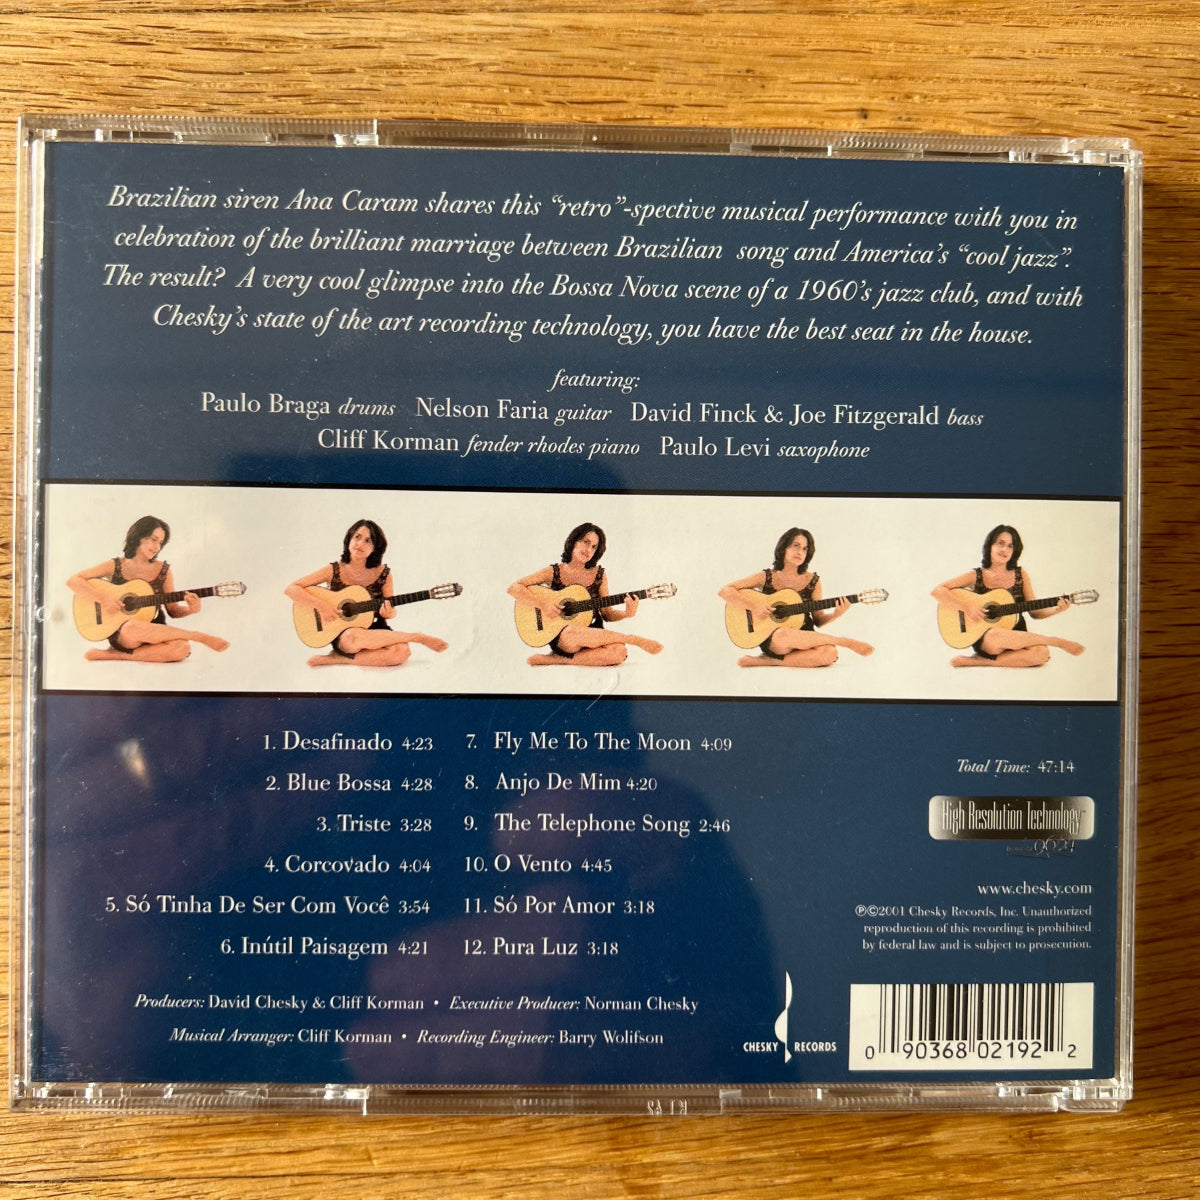 Brazilian siren Ana Caram shares this “retro”-spective musical performance with you in
celebration of the brilliant marriage between Brazilian song and America's “cool jazz”.
The result? A very cool glimpse into the Bossa Nova scene of a 1960's jazz club, and with
Chesky's state of the art recording technology, you have the best seat in the house.
featuring:
Paulo Braga drums Nelson Faria guitar David Finck & Joe Fitzgerald bass
Cliff Korman fender rhodes piano Paulo Levi saxophone
1. Desafinado 4:23
2. Blue Bossa 4:28
3. Triste 3:28
4. Corcovado 4:04
5. Só Tinha De Ser Com Você 3:54
6. Inútil Paisagem 4:21
7. Fly Me To The Moon 4:09
8. Anjo De Mim 4:20
9. The Telephone Song 2:46
10. O Vento 4:45
11. Só Por Amor 3:18
12. Pura Luz 3:18
Producers: David Chesky & Cliff Korman • Executive Producer: Norman Chesky
Musical Arranger: Cliff Korman • Recording Engineer: Barry Wolifson
Total Time: 47:14
High Resolution Technology
www.chesky.com
℗©2001 Chesky Records, Inc. Unauthorized
reproduction of this recording is prohibited
by federal law and is subject to prosecution.
CHESKY RECORDS
0 90368 02192 2